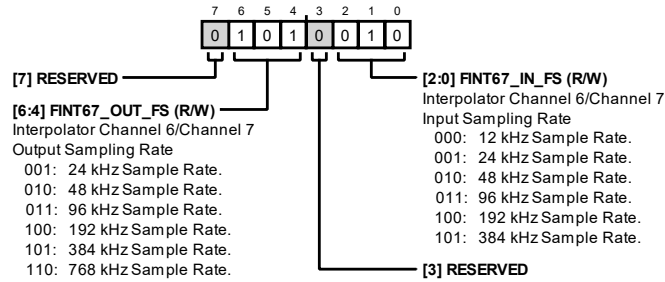 7 6 5 4 3 2 1 0
0 1 0 1 0 0 1 0
[7] RESERVED
[6:4] FINT67_OUT_FS (R/W)
Interpolator Channel 6/Channel 7
Output Sampling Rate
001: 24 kHz Sample Rate.
010: 48 kHz Sample Rate.
011: 96 kHz Sample Rate.
100: 192 kHz Sample Rate.
101: 384 kHz Sample Rate.
110: 768 kHz Sample Rate.
[2:0] FINT67_IN_FS (R/W)
Interpolator Channel 6/Channel 7
Input Sampling Rate
000: 12 kHz Sample Rate.
001: 24 kHz Sample Rate.
010: 48 kHz Sample Rate.
011: 96 kHz Sample Rate.
100: 192 kHz Sample Rate.
101: 384 kHz Sample Rate.
[3] RESERVED